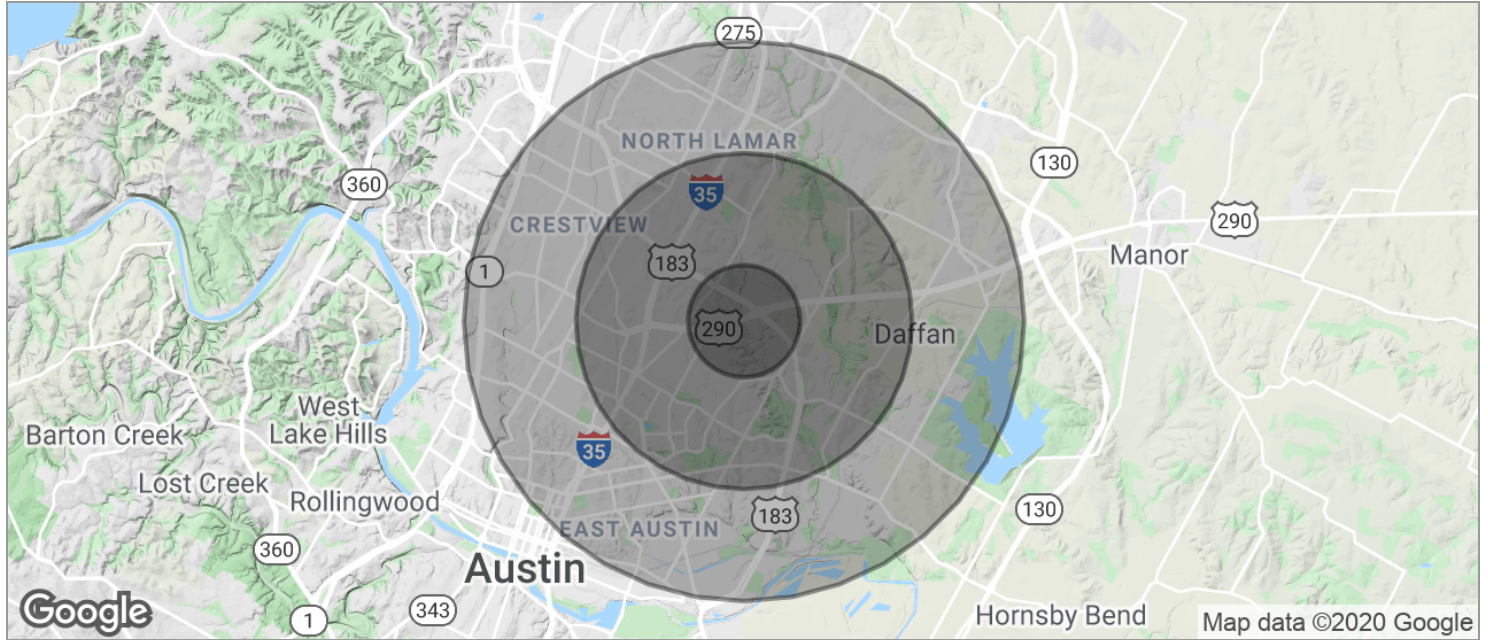 275
NORTH LAMAR
130
360
35
290
CRESTVIEW
Manor
183
1
290
Daffan
West
Lake Hills
Barton Creek
35
Lost Creek
Rollingwood
183
130
EAST AUSTIN
360
Austin
Google
343
1
Hornsby Bend
Map data ©2020 Google